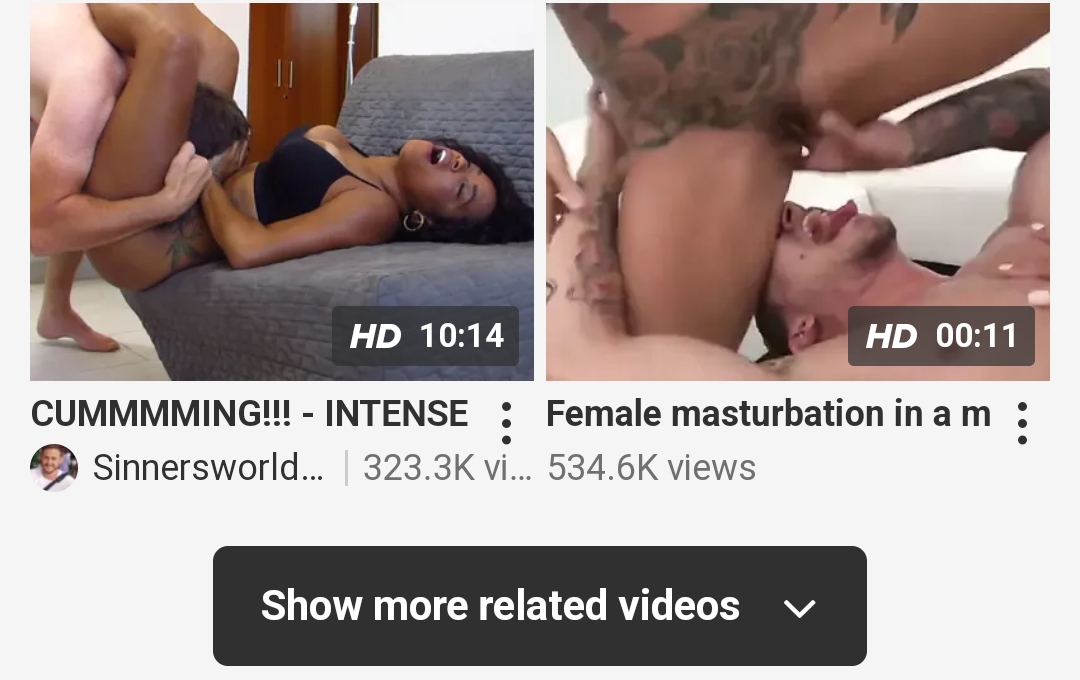 HD 10:14
HD 00:11
CUMMMMING!!! - INTENSE
Female masturbation in a m
Sinnersworld... | 323.3K vi...
534.6K views
Show more related videos